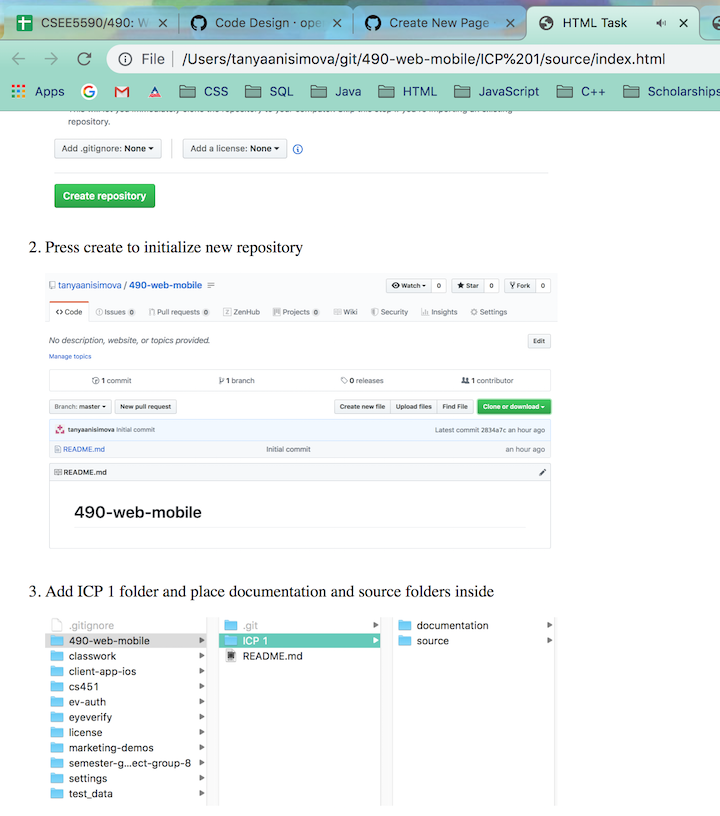 CSEE5590/490: W
Code Design · ope
Create New Page ·
HTML Task
File /Users/tanyaanisimova/git/490-web-mobile/ICP%201/source/index.html
Apps
CSS
SQL
Java
HTML
JavaScript
C++
Scholarships
repository.
Add .gitignore: None
Add a license: None
Create repository
2. Press create to initialize new repository
tanyaanisimova / 490-web-mobile
Watch 0 Star 0 Fork 0
Code Issues 0 Pull requests 0 ZenHub Projects 0 Wiki Security Insights Settings
No description, website, or topics provided.
Edit
Manage topics
1 commit 1 branch 0 releases 1 contributor
Branch: master New pull request Create new file Upload files Find File Clone or download
tanyaanisimova Initial commit Latest commit 2834a7c an hour ago
README.md Initial commit an hour ago
README.md
490-web-mobile
3. Add ICP 1 folder and place documentation and source folders inside
.gitignore .git documentation
490-web-mobile ICP 1 source
classwork README.md
client-app-ios
cs451
ev-auth
eyeverify
license
marketing-demos
semester-g...ect-group-8
settings
test_data